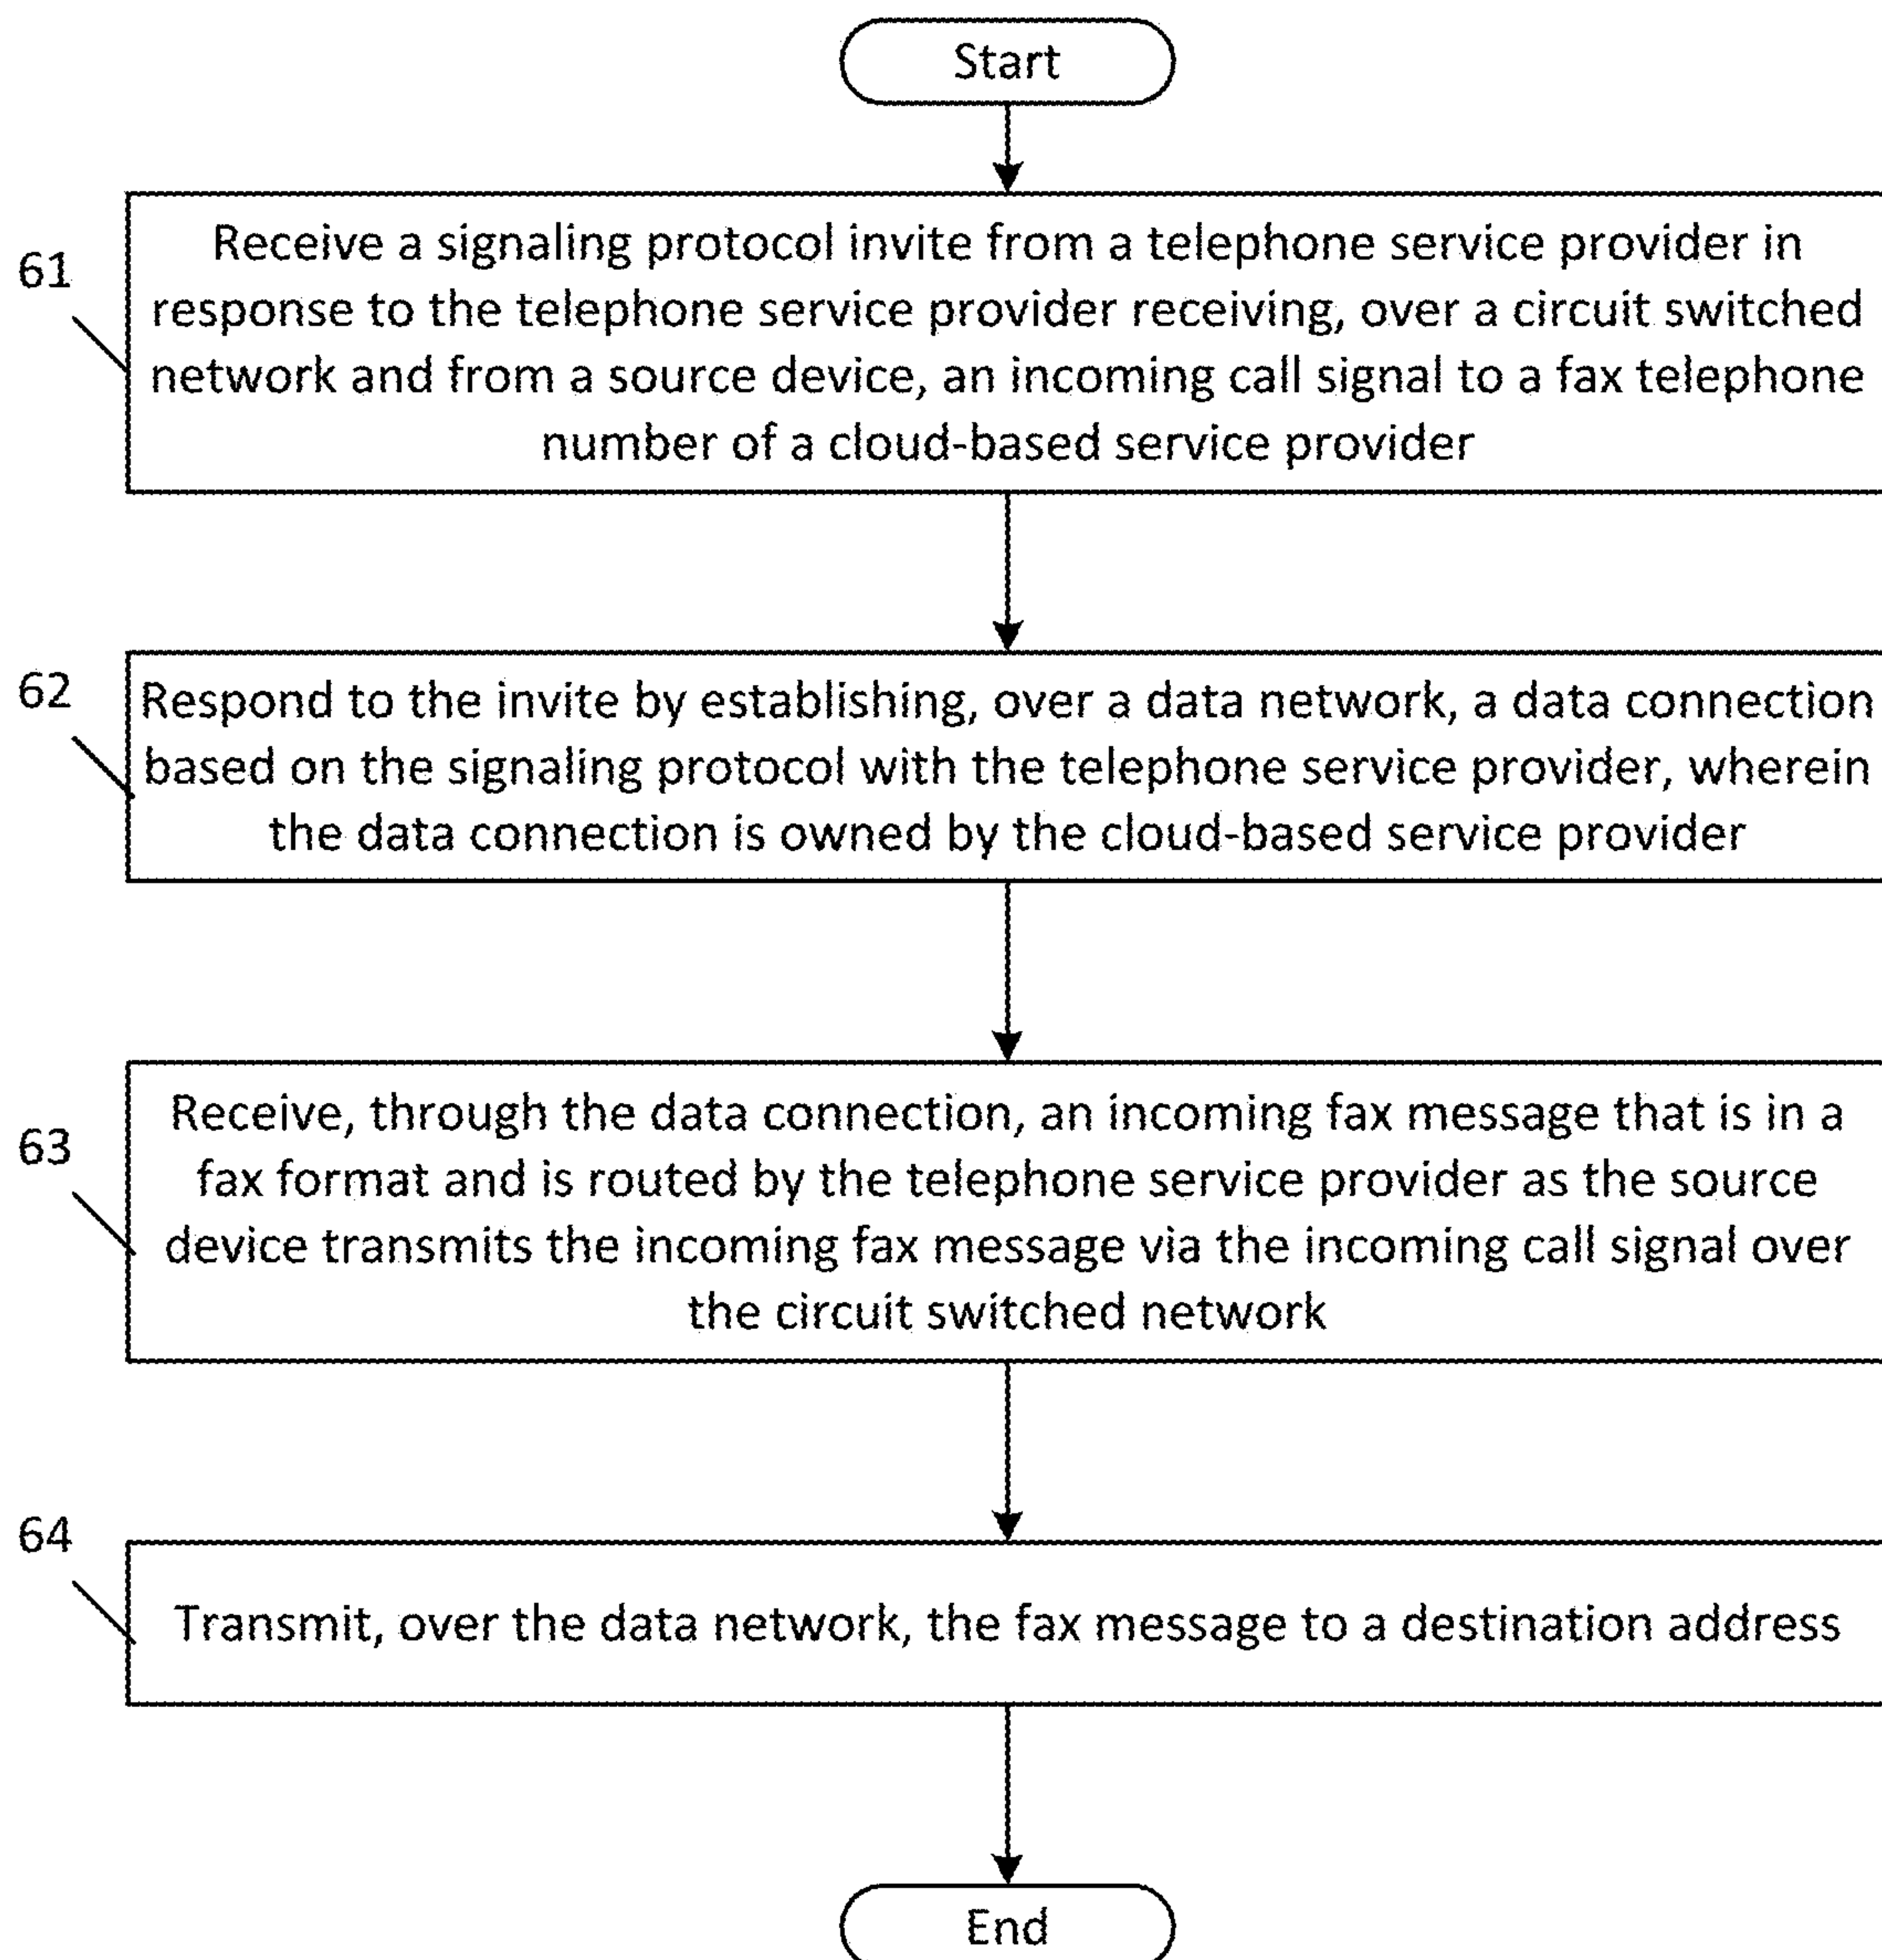 Start
61
Receive a signaling protocol invite from a telephone service provider in
response to the telephone service provider receiving, over a circuit switched
network and from a source device, an incoming call signal to a fax telephone
number of a cloud-based service provider
62
Respond to the invite by establishing, over a data network, a data connection
based on the signaling protocol with the telephone service provider, wherein
the data connection is owned by the cloud-based service provider
63
Receive, through the data connection, an incoming fax message that is in a
fax format and is routed by the telephone service provider as the source
device transmits the incoming fax message via the incoming call signal over
the circuit switched network
64
Transmit, over the data network, the fax message to a destination address
End